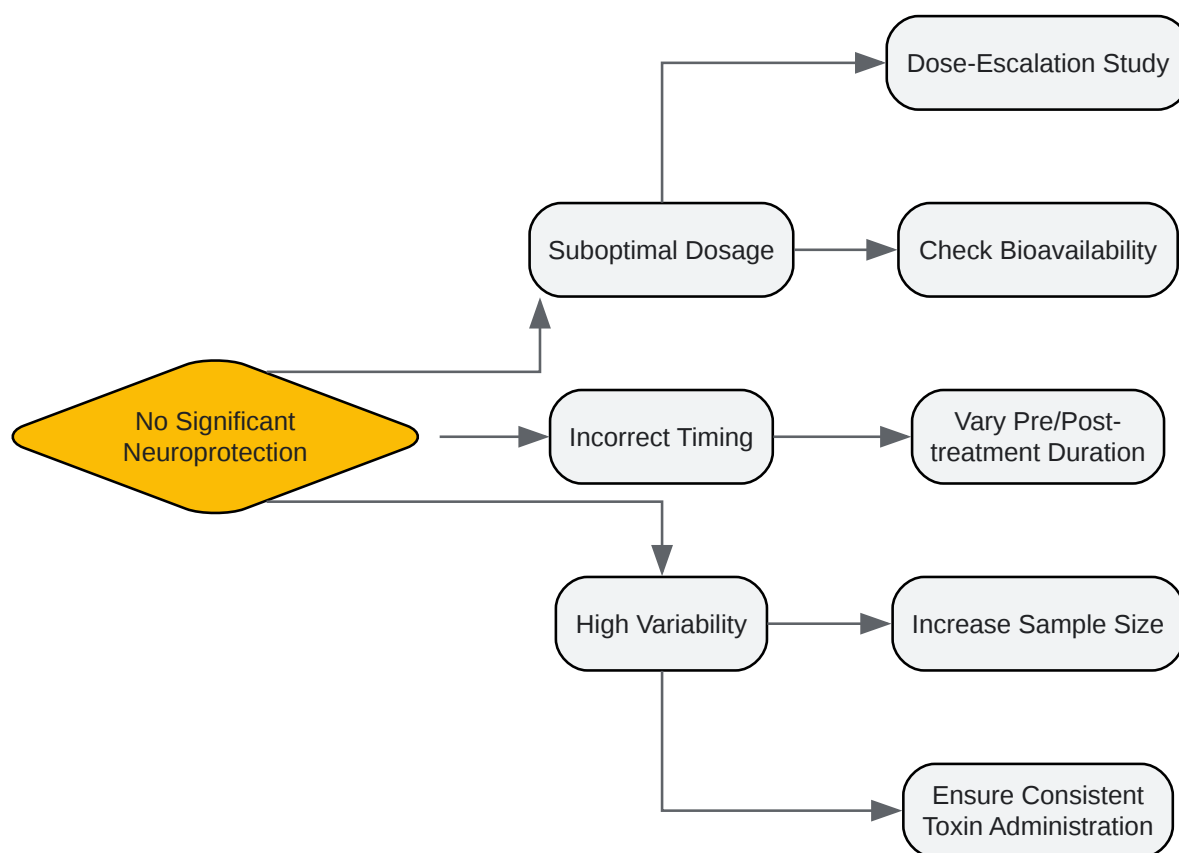 Dose-Escalation Study
Suboptimal Dosage
Check Bioavailability
No Significant
Neuroprotection
Incorrect Timing
Vary Pre/Post-
treatment Duration
High Variability
Increase Sample Size
Ensure Consistent
Toxin Administration